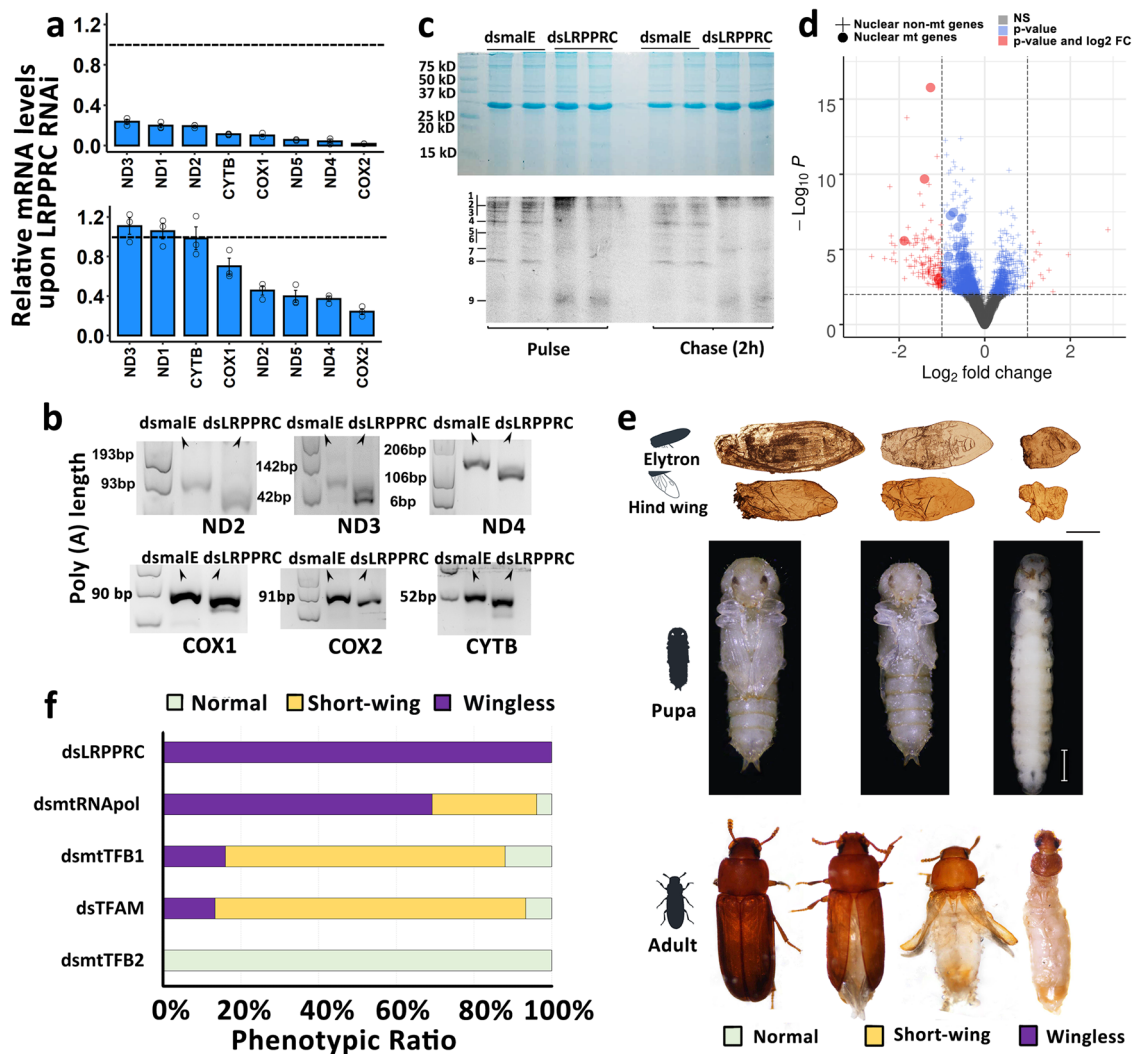 a
Relative mRNA levels
upon LRPPRC RNAi
1.2
0.8
0.4
0.0
ND3 ND1 ND2 CYTB COX1 ND5 ND4 COX2
1.2
1.0
0.8
0.4
0.0
ND3 ND1 CYTB COX1 ND2 ND5 ND4 COX2
b
Poly (A) length
dsmalE dsLRPPRC
193bp
93bp
ND2
dsmalE dsLRPPRC
142bp
42bp
ND3
dsmalE dsLRPPRC
206bp
106bp
6bp
ND4
dsmalE dsLRPPRC
90 bp
COX1
dsmalE dsLRPPRC
91bp
COX2
dsmalE dsLRPPRC
52bp
CYTB
c
dsmalE dsLRPPRC dsmalE dsLRPPRC
75 kD
50 kD
37 kD
25 kD
20 kD
15 kD
1
2
3
4
5
6
7
8
9
Pulse Chase (2h)
d
Nuclear non-mt genes
Nuclear mt genes
NS
p-value
p-value and log2 FC
−Log10 P
15
10
5
0
-2 0 2
Log2 fold change
e
Elytron
Hind wing
Pupa
Adult
Normal Short-wing Wingless
f
Normal Short-wing Wingless
dsLRPPRC
dsmtRNApol
dsmtTFB1
dsTFAM
dsmtTFB2
0% 20% 40% 60% 80% 100%
Phenotypic Ratio